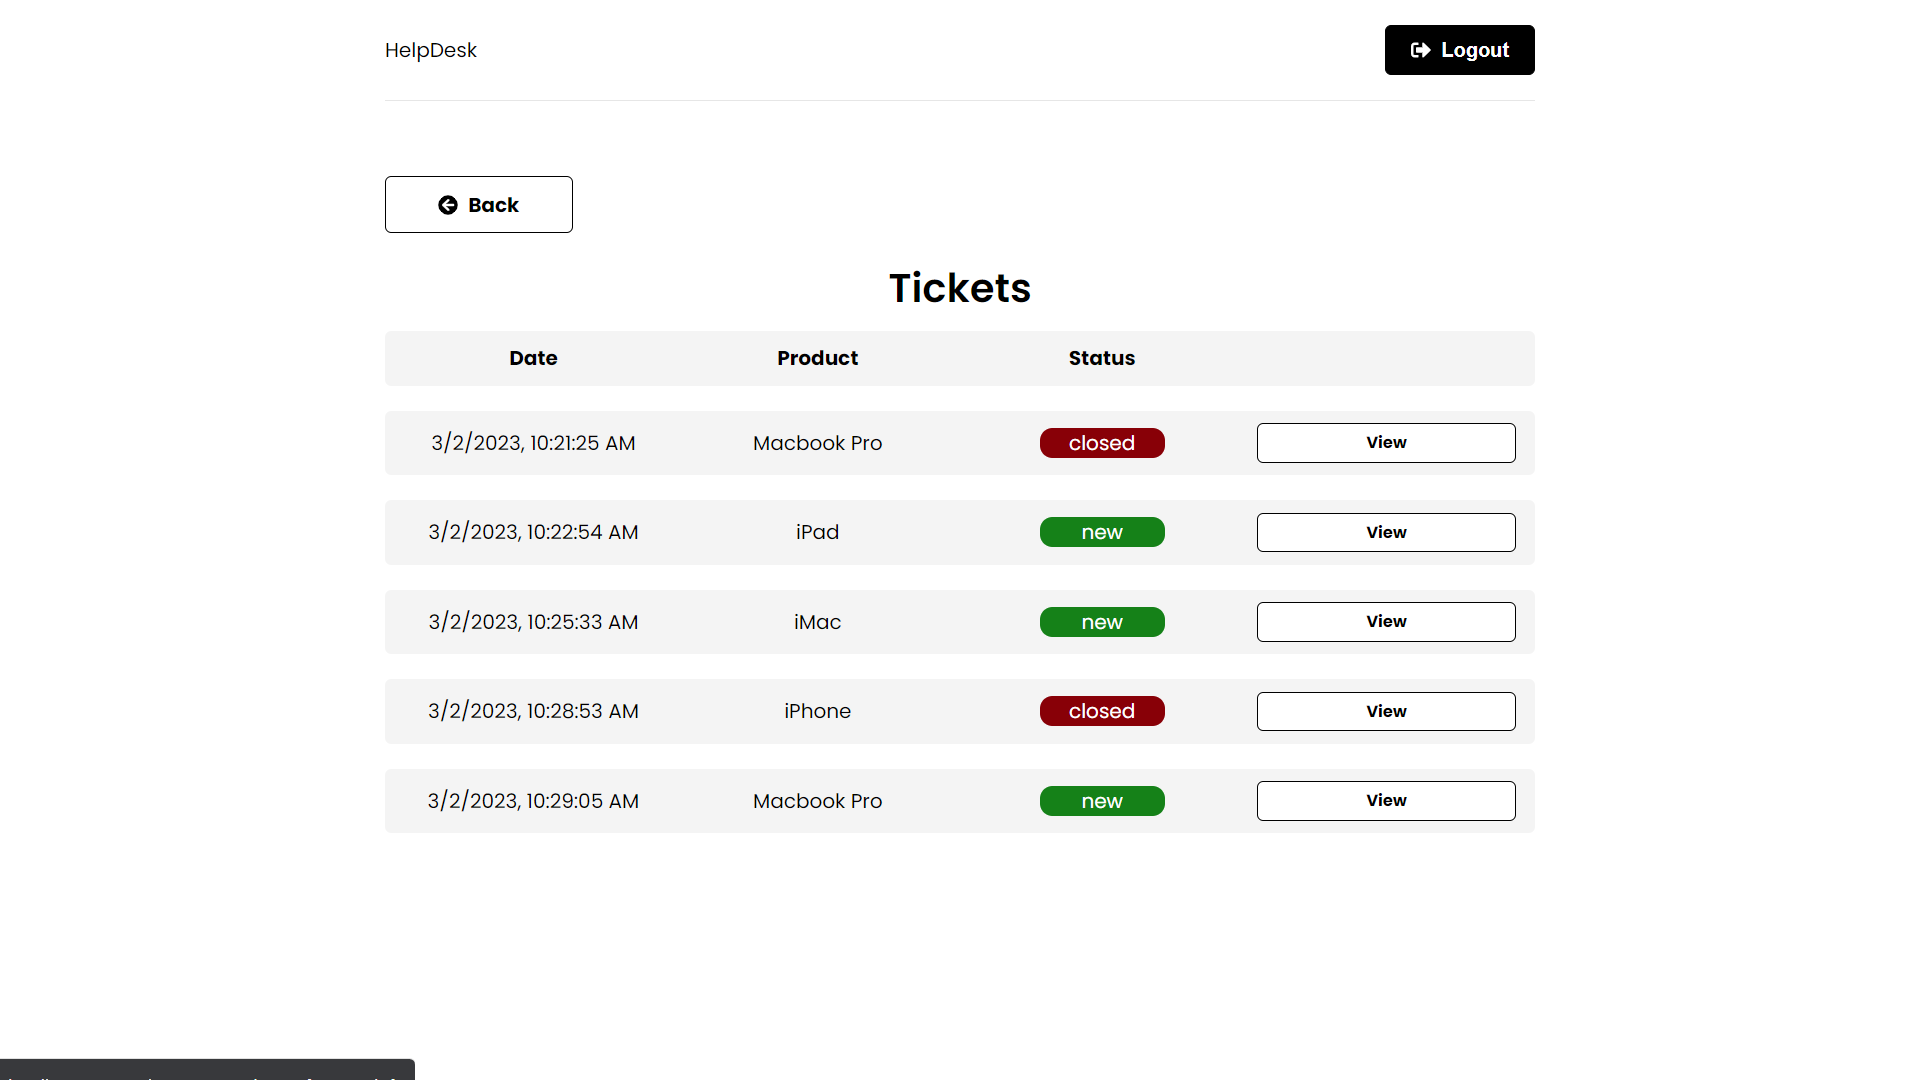 HelpDesk
Logout
Back
Tickets
Date Product Status
3/2/2023, 10:21:25 AM Macbook Pro closed View
3/2/2023, 10:22:54 AM iPad new View
3/2/2023, 10:25:33 AM iMac new View
3/2/2023, 10:28:53 AM iPhone closed View
3/2/2023, 10:29:05 AM Macbook Pro new View